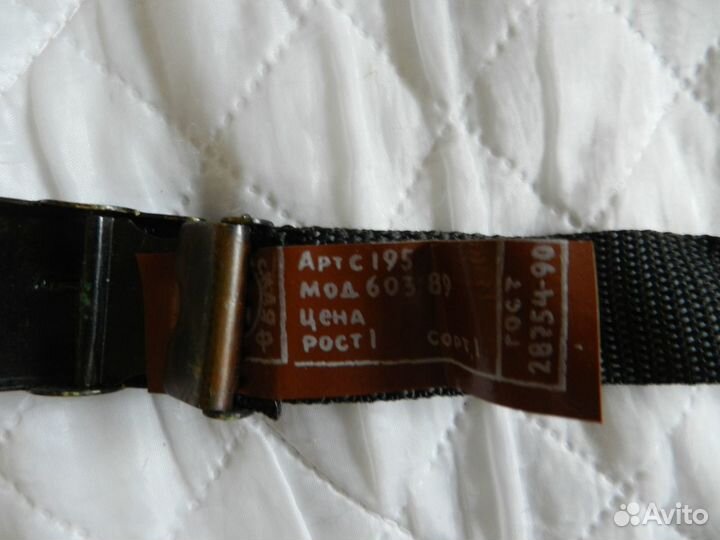 Арт С 195
мод 603-89
цена
рост 1 сорт 1
ГОСТ
28754-90
Avito